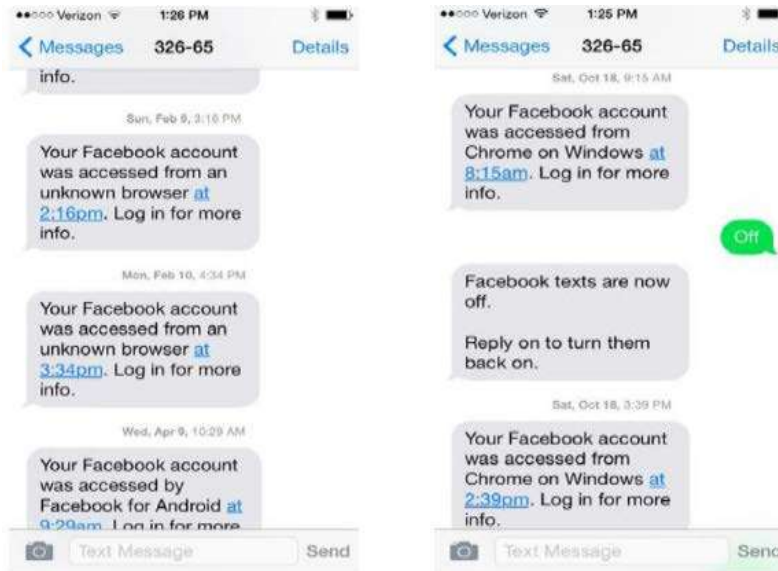 Verizon 1:26 PM
Messages 326-65 Details
info.
Sun, Feb 9, 3:16 PM
Your Facebook account
was accessed from an
unknown browser at
2:16pm. Log in for more
info.
Mon, Feb 10, 4:34 PM
Your Facebook account
was accessed from an
unknown browser at
3:34pm. Log in for more
info.
Wed, Apr 9, 10:29 AM
Your Facebook account
was accessed by
Facebook for Android at
9:29am. Log in for more
Text Message Send
Verizon 1:25 PM
Messages 326-65 Details
Sat, Oct 18, 9:15 AM
Your Facebook account
was accessed from
Chrome on Windows at
8:15am. Log in for more
info.
Off
Facebook texts are now
off.
Reply on to turn them
back on.
Sat, Oct 18, 3:39 PM
Your Facebook account
was accessed from
Chrome on Windows at
2:39pm. Log in for more
info.
Text Message Send